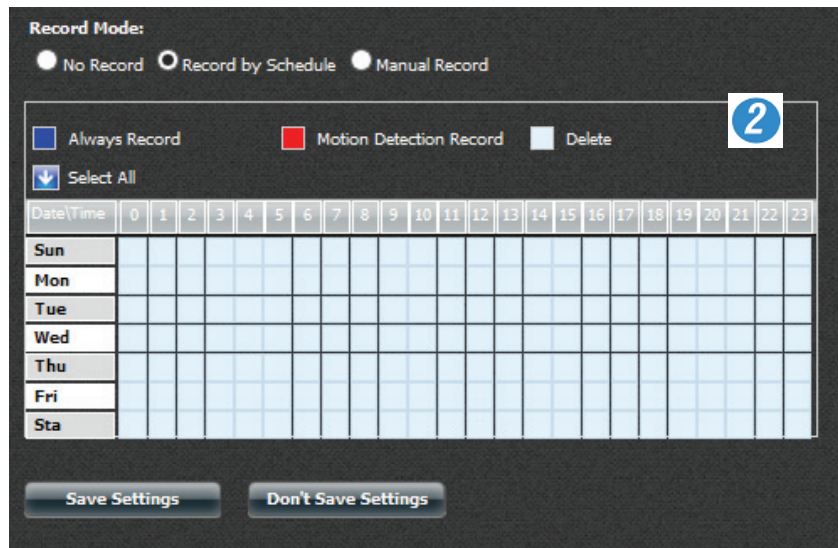 Record Mode:
No Record Record by Schedule Manual Record
2
Always Record Motion Detection Record Delete
Select All
Date\Time 0 1 2 3 4 5 6 7 8 9 10 11 12 13 14 15 16 17 18 19 20 21 22 23
Sun
Mon
Tue
Wed
Thu
Fri
Sta
Save Settings Don't Save Settings